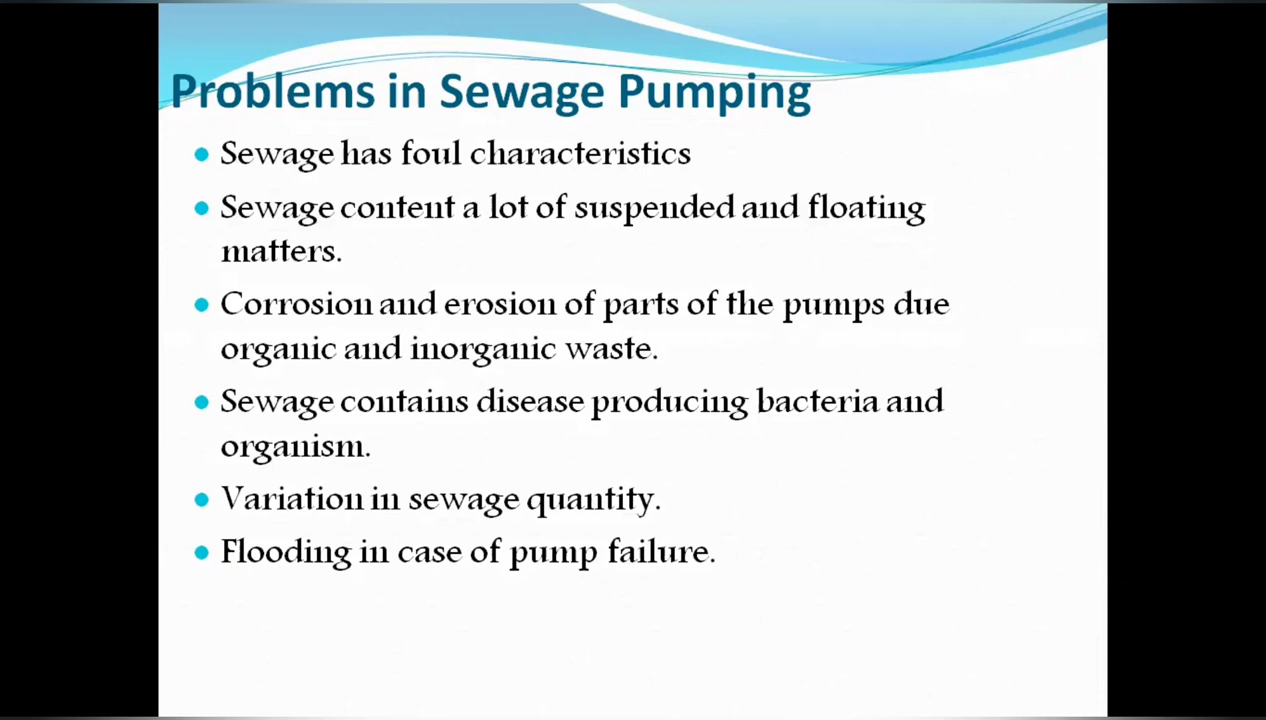 Problems in Sewage Pumping
Sewage has foul characteristics
Sewage content a lot of suspended and floating
matters.
Corrosion and erosion of parts of the pumps due
organic and inorganic waste.
Sewage contains disease producing bacteria and
organism.
Variation in sewage quantity.
Flooding in case of pump failure.